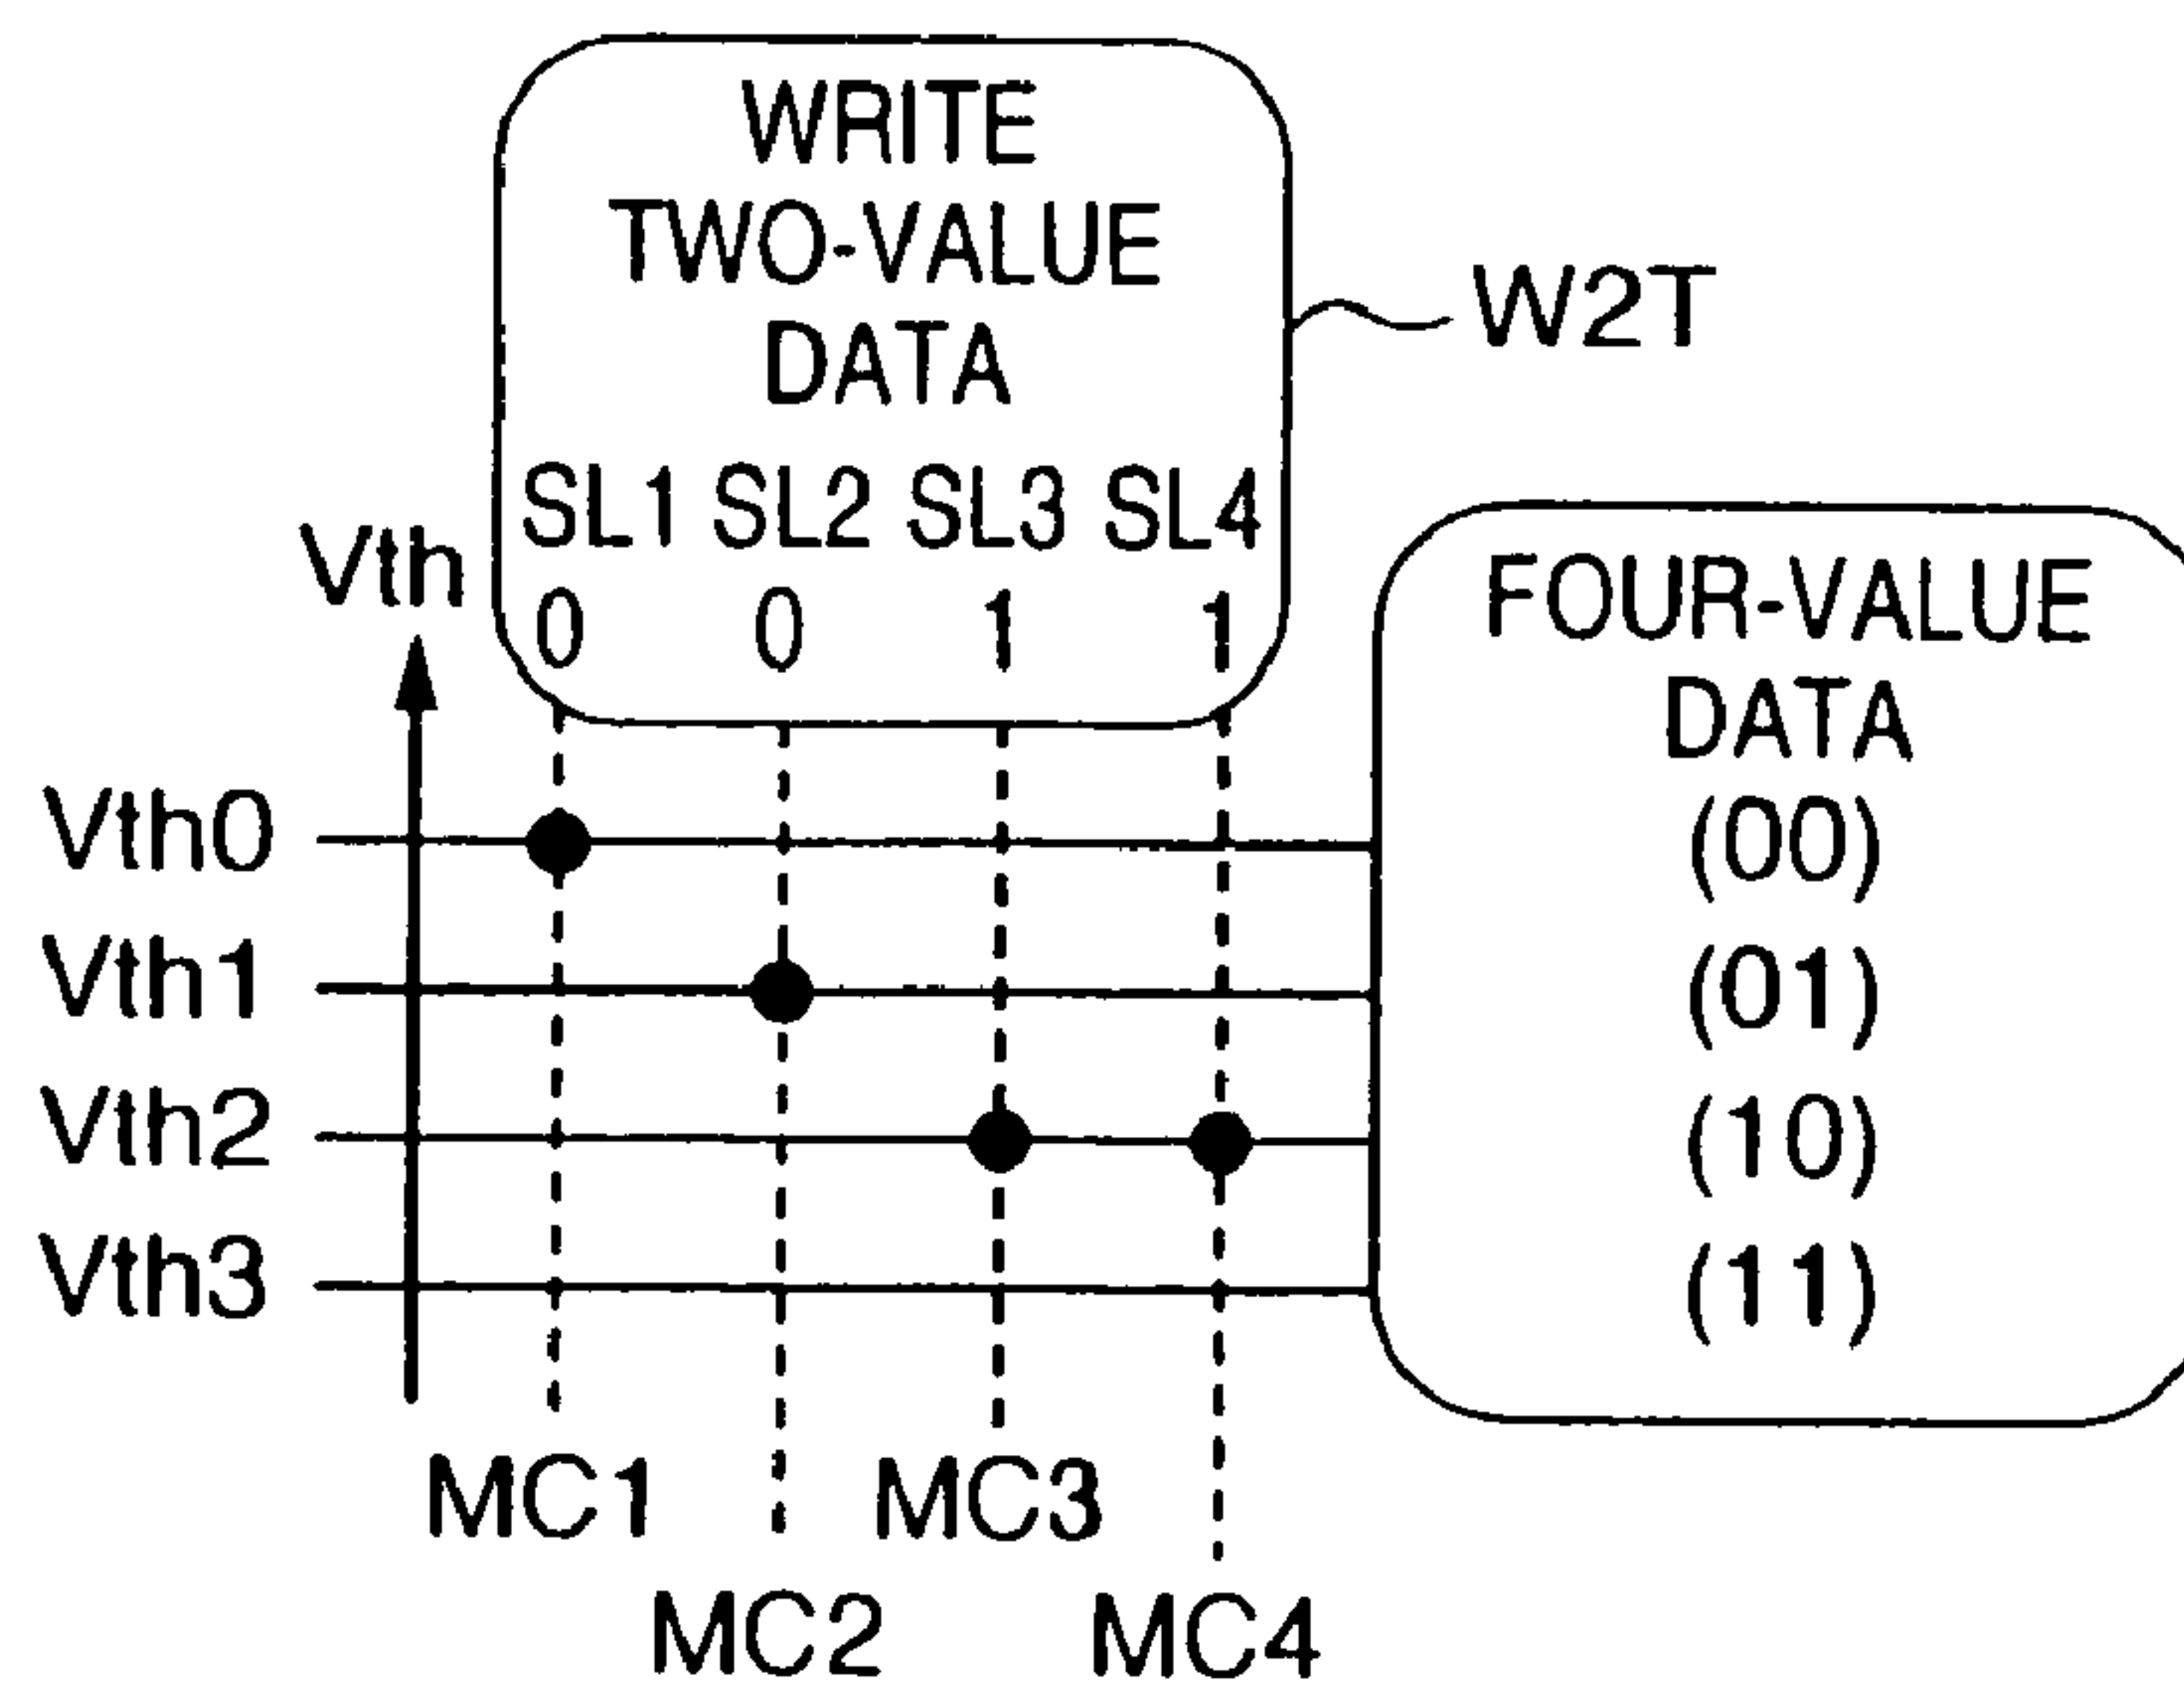 WRITE
TWO-VALUE
DATA
W2T
SL1 SL2 SL3 SL4
Vth
0 0 1 1
FOUR-VALUE
DATA
Vth0 (00)
Vth1 (01)
Vth2 (10)
Vth3 (11)
MC1 MC3
MC2 MC4